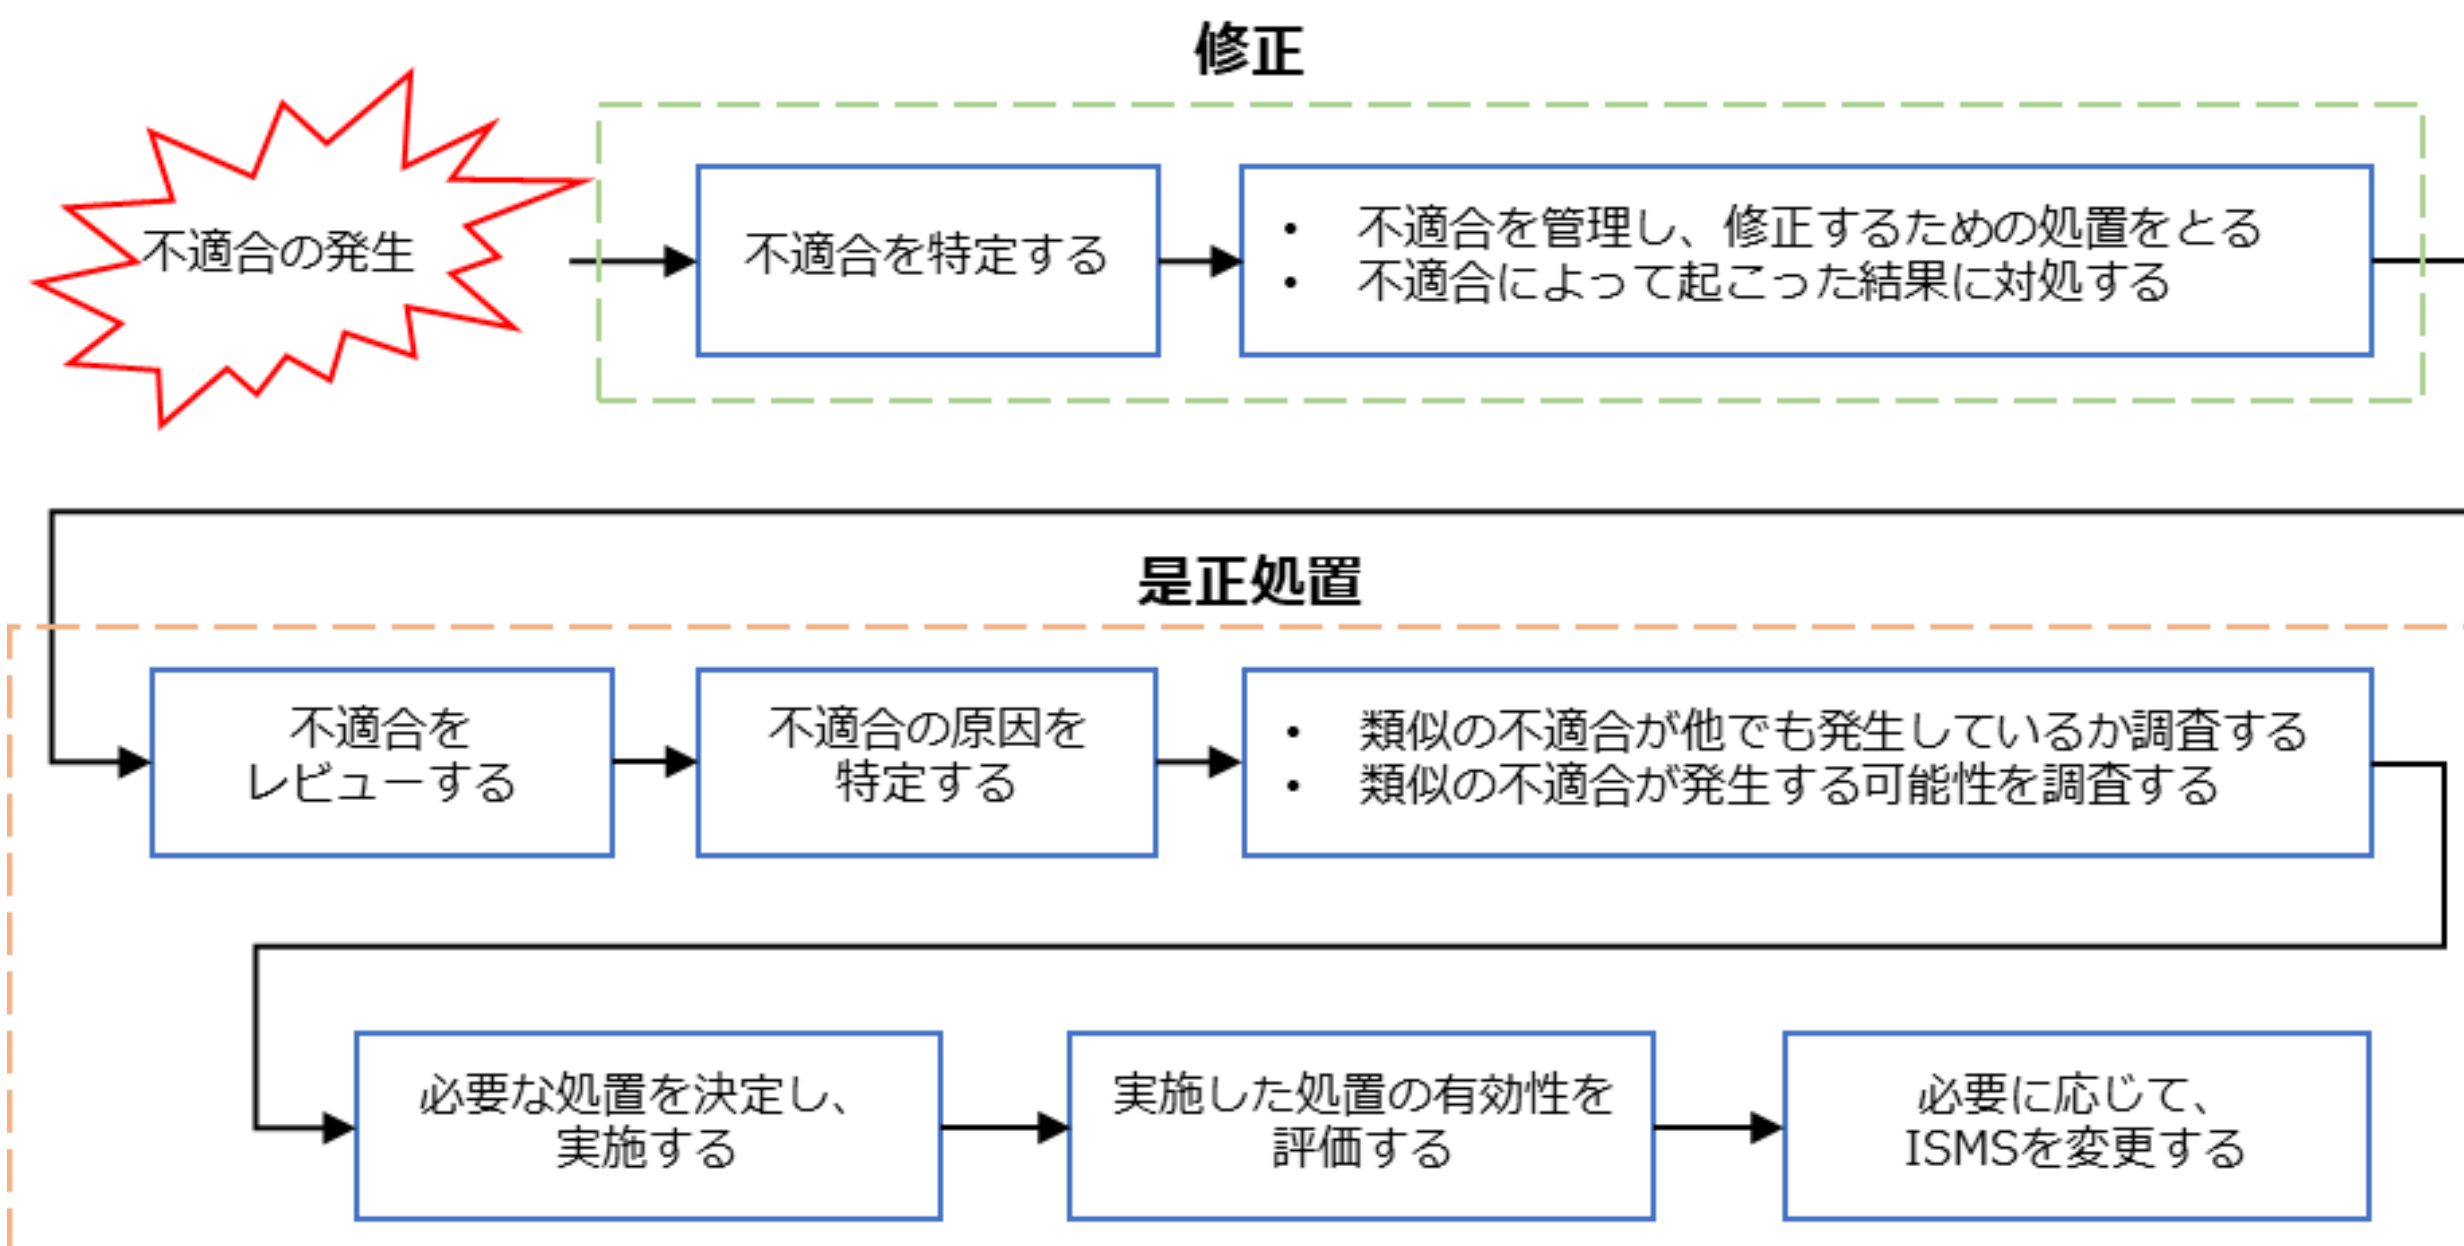 修正
不適合の発生
不適合を特定する
• 不適合を管理し、修正するための処置をとる
• 不適合によって起こった結果に対処する
是正処置
不適合を
レビューする
不適合の原因を
特定する
• 類似の不適合が他でも発生しているか調査する
• 類似の不適合が発生する可能性を調査する
必要な処置を決定し、
実施する
実施した処置の有効性を
評価する
必要に応じて、
ISMSを変更する